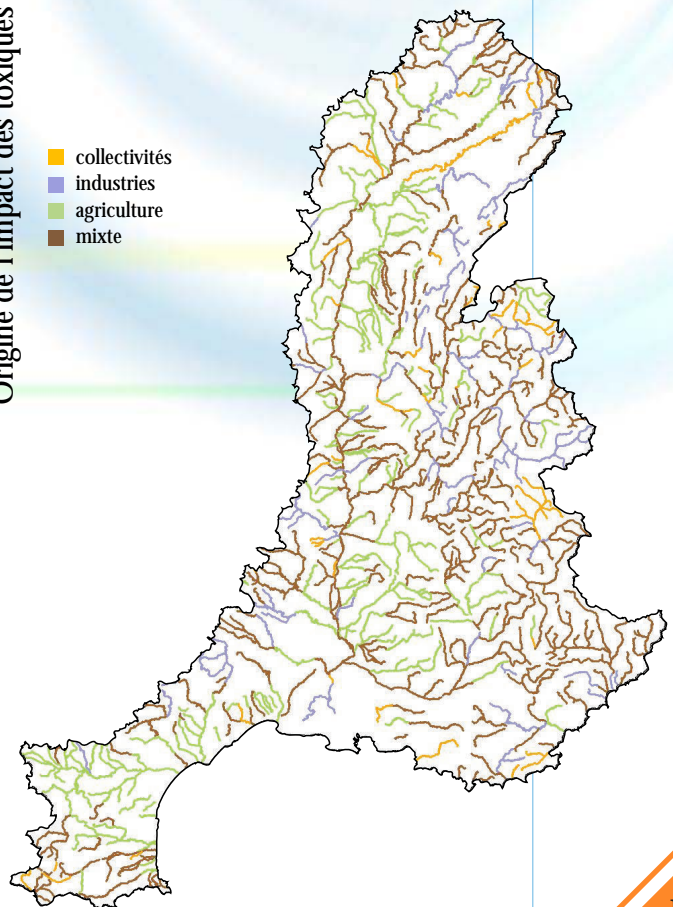 Origine de l'impact des toxiques
collectivités
industries
agriculture
mixte